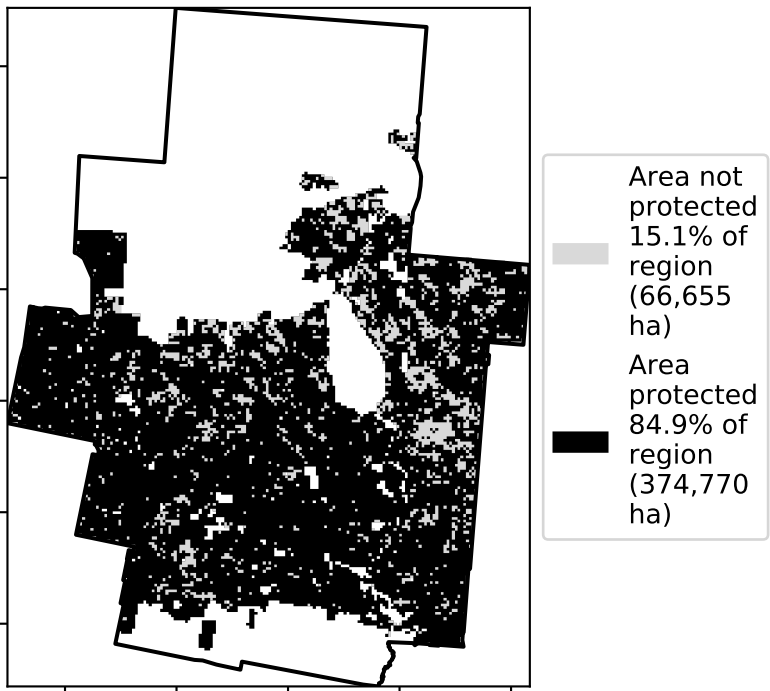 Area not
protected
15.1% of
region
(66,655
ha)
Area
protected
84.9% of
region
(374,770
ha)